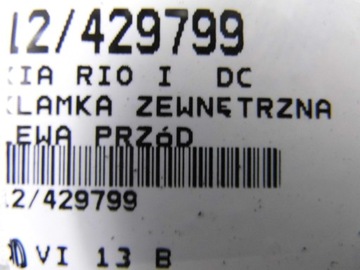 12/429799
KIA RIO I DC
KLAMKA ZEWNĘTRZNA
LEWA PRZóD
12/429799
VI 13 B